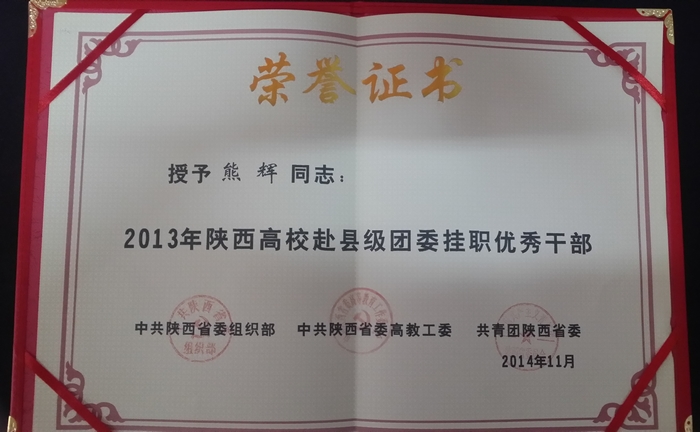 荣誉证书
授予熊辉同志：
2013年陕西高校赴县级团委挂职优秀干部
中共陕西省委组织部 中共陕西省委高教工委 共青团陕西省委
2014年11月